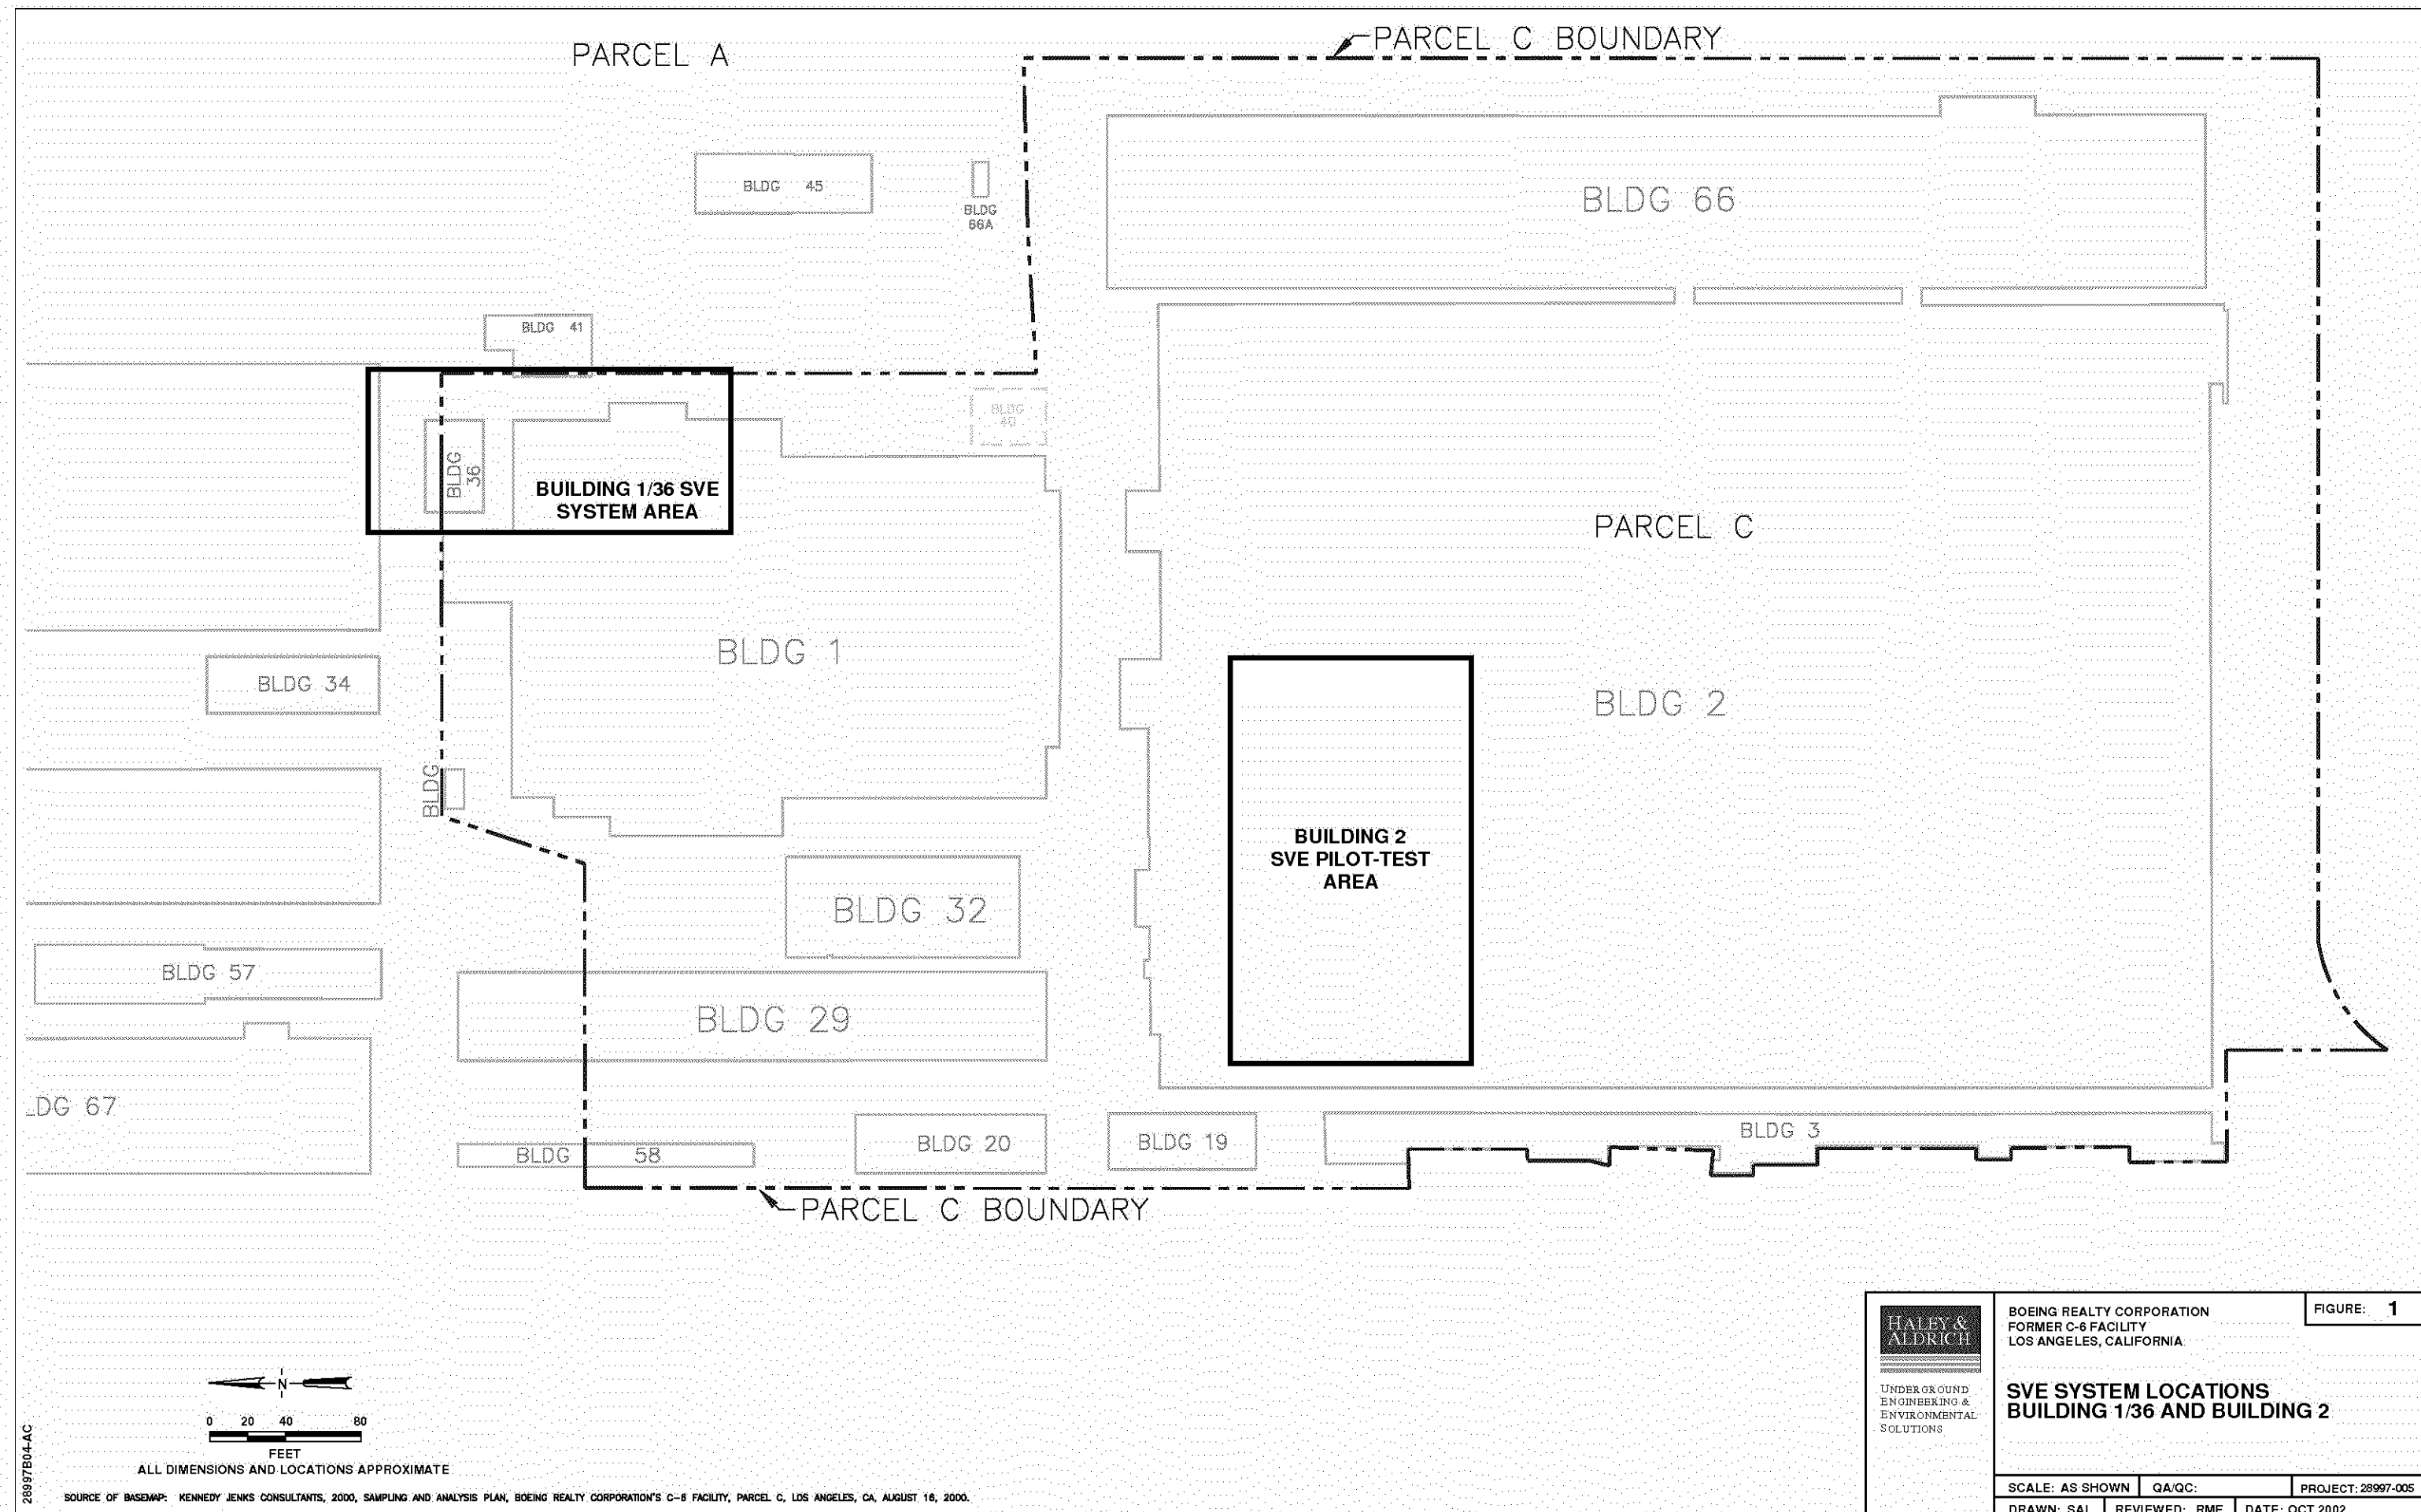 PARCEL A
PARCEL C BOUNDARY
BLDG 45
BLDG
66A
BLDG 66
BLDG 41
BLDG
40
BLDG
36
BUILDING 1/36 SVE
SYSTEM AREA
PARCEL C
BLDG 1
BLDG 34
BLDG 2
BLDG
BUILDING 2
SVE PILOT-TEST
AREA
BLDG 32
BLDG 57
BLDG 29
LDG 67
BLDG 58
BLDG 20
BLDG 19
BLDG 3
PARCEL C BOUNDARY
N
0 20 40 80
FEET
ALL DIMENSIONS AND LOCATIONS APPROXIMATE
28997B04-AC
SOURCE OF BASEMAP: KENNEDY JENKS CONSULTANTS, 2000, SAMPLING AND ANALYSIS PLAN, BOEING REALTY CORPORATION'S C-6 FACILITY, PARCEL C, LOS ANGELES, CA, AUGUST 16, 2000.
HALEY &
ALDRICH
UNDERGROUND
ENGINEERING &
ENVIRONMENTAL
SOLUTIONS
BOEING REALTY CORPORATION
FORMER C-6 FACILITY
LOS ANGELES, CALIFORNIA
FIGURE: 1
SVE SYSTEM LOCATIONS
BUILDING 1/36 AND BUILDING 2
SCALE: AS SHOWN QA/QC: PROJECT: 28997-005
DRAWN: SAL REVIEWED: RMF DATE: OCT 2002